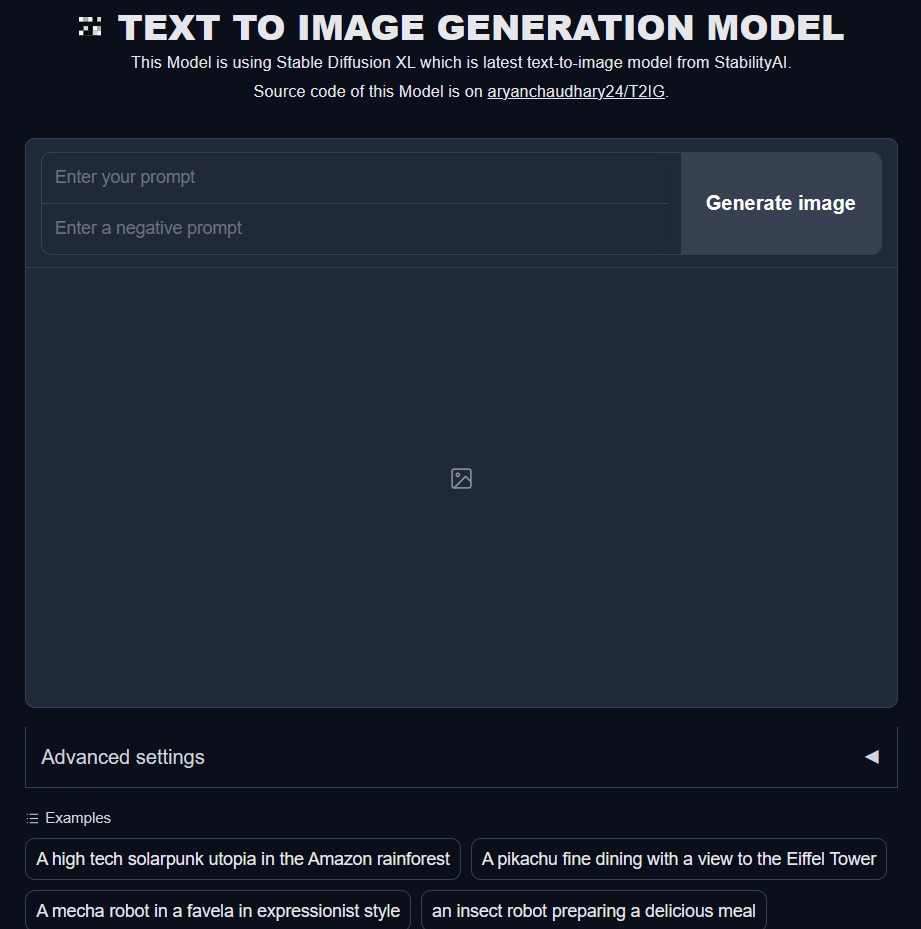 TEXT TO IMAGE GENERATION MODEL
This Model is using Stable Diffusion XL which is latest text-to-image model from StabilityAI.
Source code of this Model is on aryanchaudhary24/T2IG.
Enter your prompt
Generate image
Enter a negative prompt
Advanced settings
Examples
A high tech solarpunk utopia in the Amazon rainforest
A pikachu fine dining with a view to the Eiffel Tower
A mecha robot in a favela in expressionist style
an insect robot preparing a delicious meal